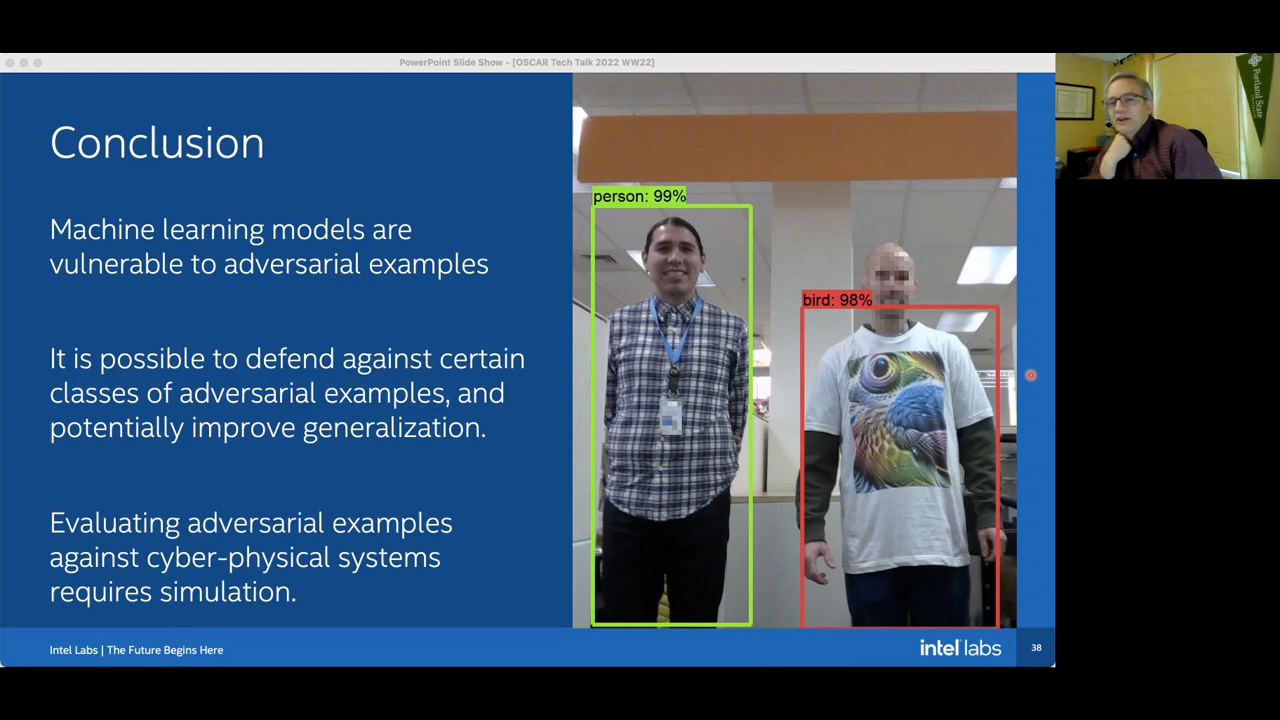 PowerPoint Slide Show - [OSCAR Tech Talk 2022 WW22]
Conclusion
Machine learning models are
vulnerable to adversarial examples
It is possible to defend against certain
classes of adversarial examples, and
potentially improve generalization.
Evaluating adversarial examples
against cyber-physical systems
requires simulation.
person: 99%
bird: 98%
Intel Labs | The Future Begins Here
intel labs
38
Portland State